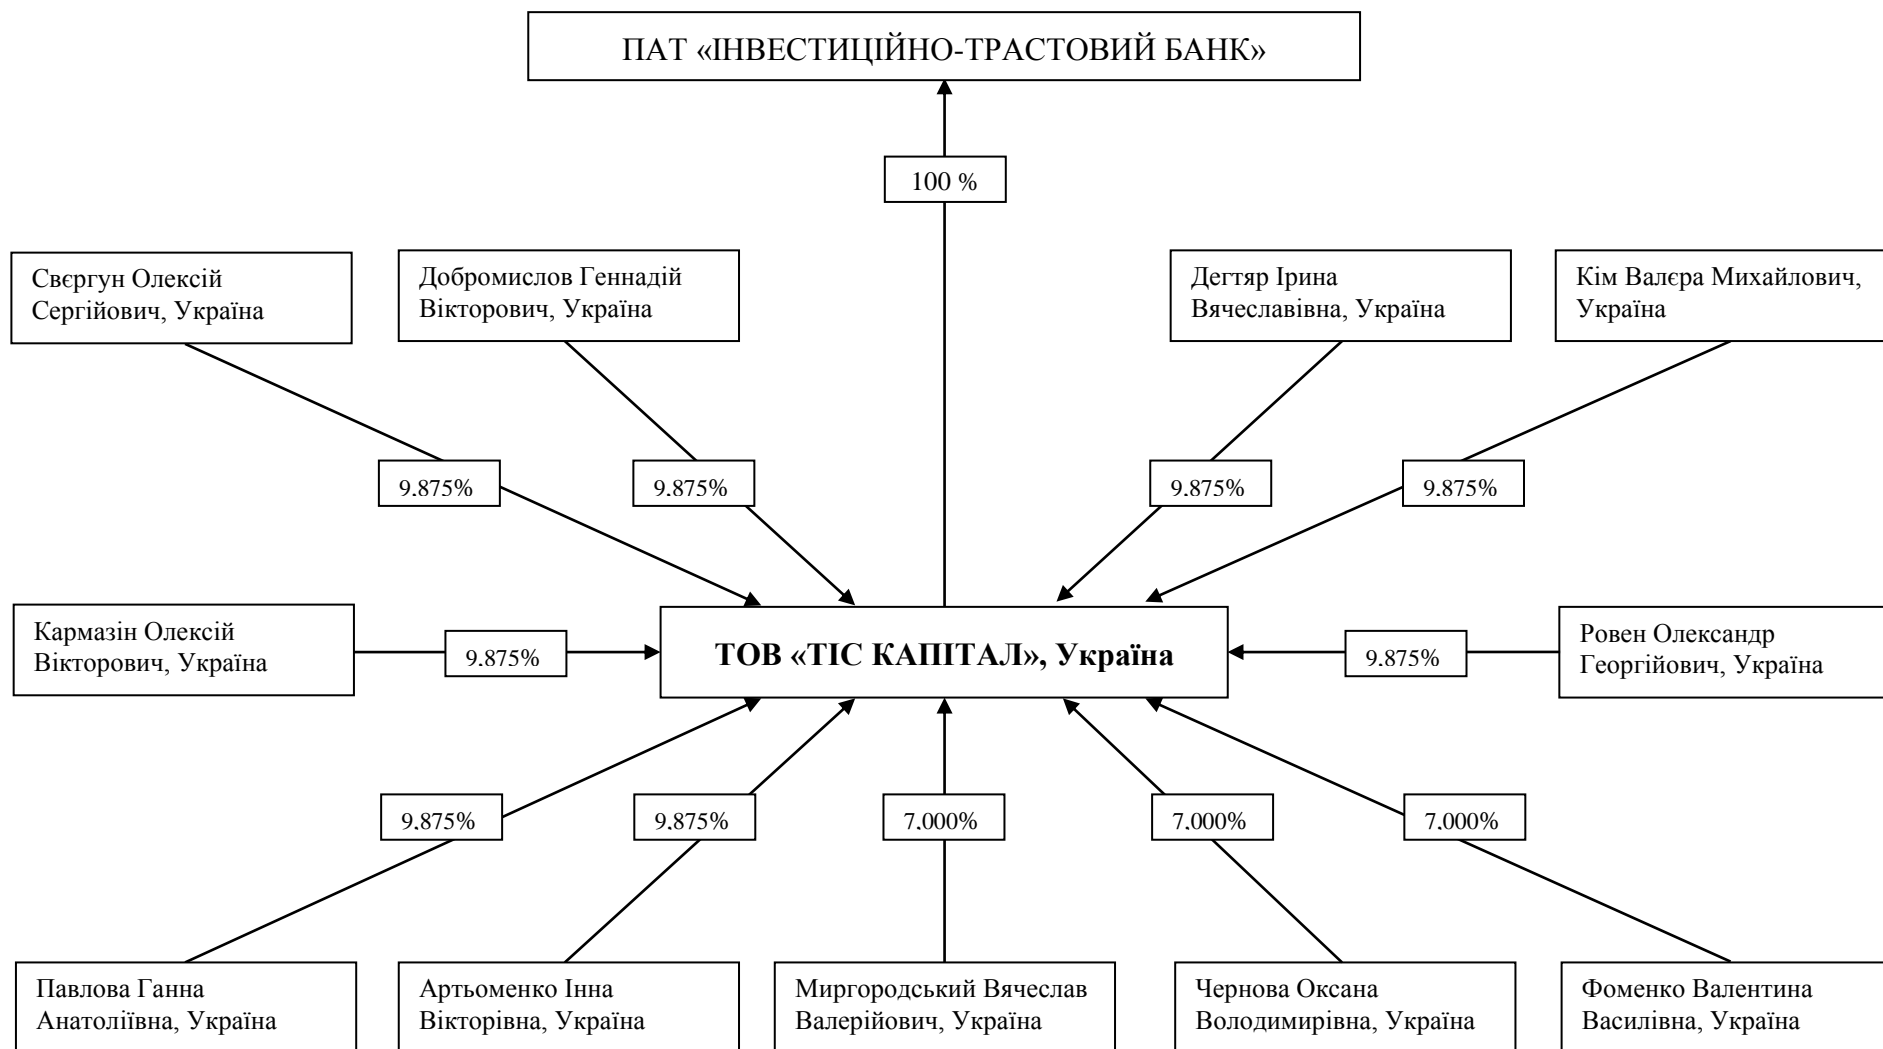 ПАТ «ІНВЕСТИЦІЙНО-ТРАСТОВИЙ БАНК»
100 %
Свєргун Олексій
Сергійович, Україна
Добромислов Геннадій
Вікторович, Україна
Дегтяр Ірина
Вячеславівна, Україна
Кім Валєра Михайлович,
Україна
9.875%
9.875%
9.875%
9.875%
Кармазін Олексій
Вікторович, Україна
9.875%
ТОВ «ТІС КАПІТАЛ», Україна
9.875%
Ровен Олександр
Георгійович, Україна
9,875%
9.875%
7.000%
7.000%
7.000%
Павлова Ганна
Анатоліївна, Україна
Артьоменко Інна
Вікторівна, Україна
Миргородський Вячеслав
Валерійович, Україна
Чернова Оксана
Володимирівна, Україна
Фоменко Валентина
Василівна, Україна